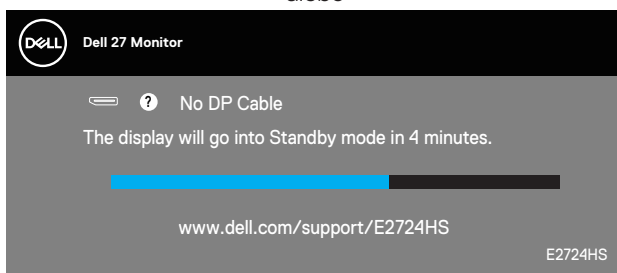 DELL
Dell 27 Monitor
? No DP Cable
The display will go into Standby mode in 4 minutes.
www.dell.com/support/E2724HS
E2724HS